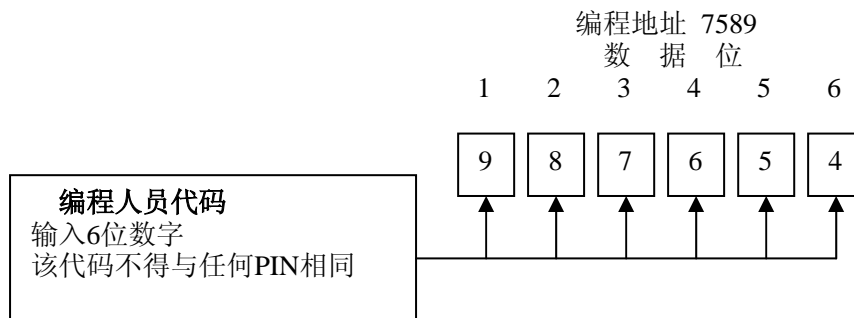 编程地址 7589
数 据 位
1 2 3 4 5 6
9 8 7 6 5 4
编程人员代码
输入6位数字
该代码不得与任何PIN相同